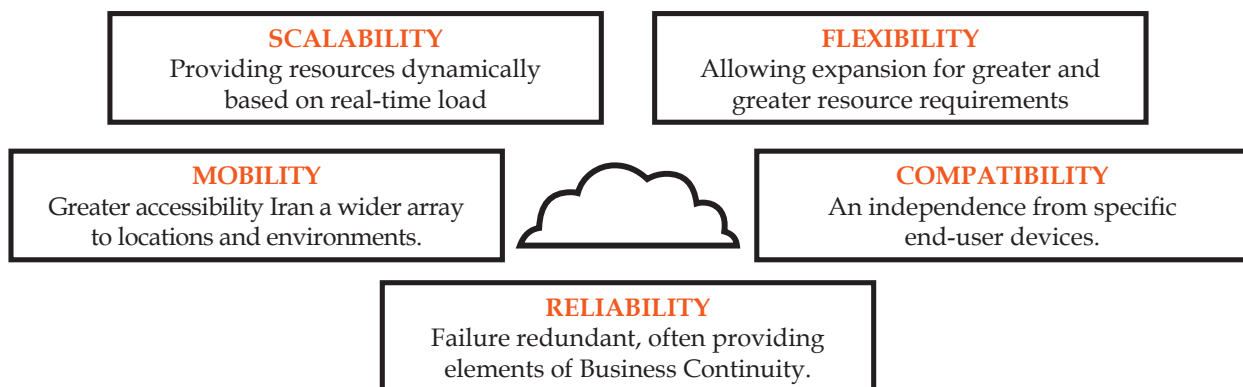 SCALABILITY
Providing resources dynamically
based on real-time load
FLEXIBILITY
Allowing expansion for greater and
greater resource requirements
MOBILITY
Greater accessibility Iran a wider array
to locations and environments.
COMPATIBILITY
An independence from specific
end-user devices.
RELIABILITY
Failure redundant, often providing
elements of Business Continuity.